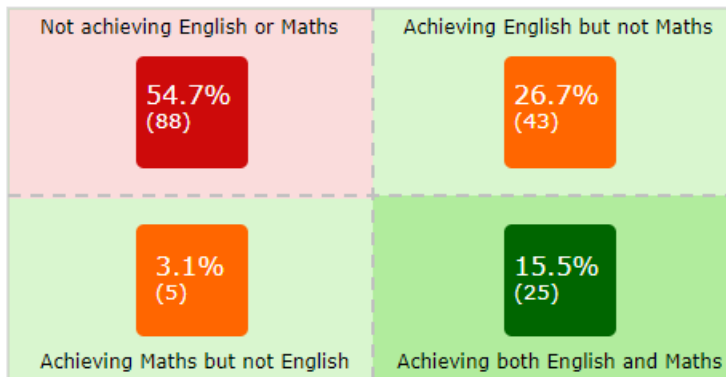 Not achieving English or Maths
54.7%
(88)
Achieving English but not Maths
26.7%
(43)
3.1%
(5)
Achieving Maths but not English
15.5%
(25)
Achieving both English and Maths